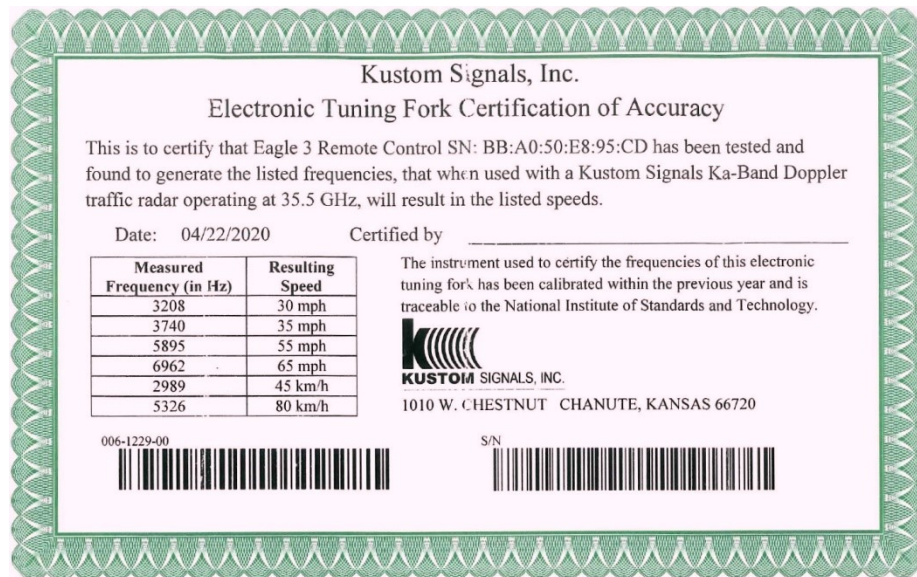 Kustom Signals, Inc.
Electronic Tuning Fork Certification of Accuracy
This is to certify that Eagle 3 Remote Control SN: BB:A0:50:E8:95:CD has been tested and
found to generate the listed frequencies, that when used with a Kustom Signals Ka-Band Doppler
traffic radar operating at 35.5 GHz, will result in the listed speeds.
Date: 04/22/2020 Certified by
Measured Frequency (in Hz) Resulting Speed
3208 30 mph
3740 35 mph
5895 55 mph
6962 65 mph
2989 45 km/h
5326 80 km/h
The instrument used to certify the frequencies of this electronic
tuning fork has been calibrated within the previous year and is
traceable to the National Institute of Standards and Technology.
k
KUSTOM SIGNALS, INC.
1010 W. CHESTNUT CHANUTE, KANSAS 66720
006-1229-00
S/N